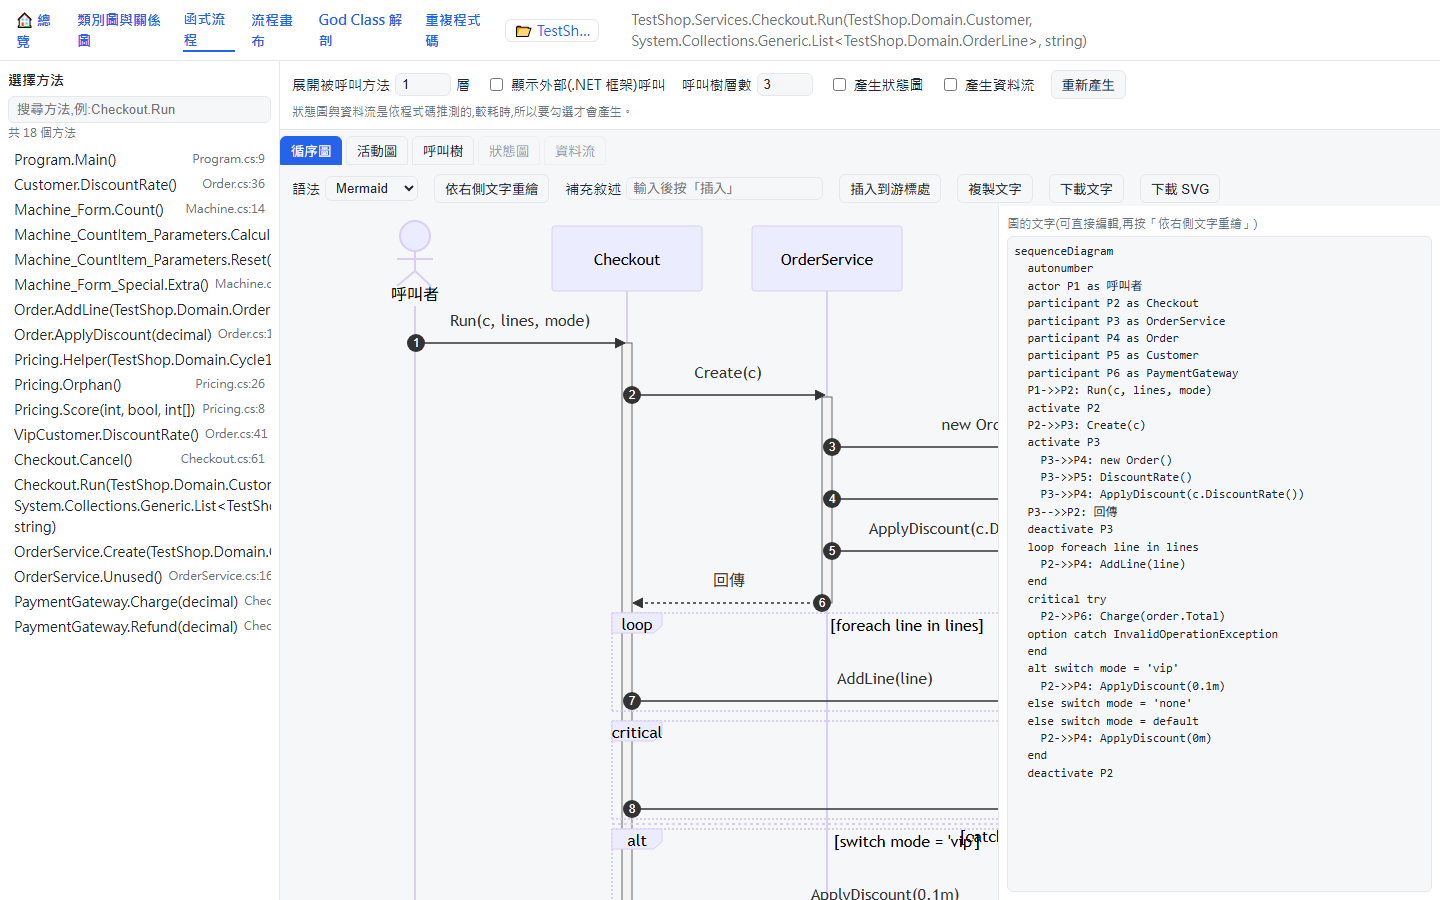 🏠 總覽
類別圖與關係圖
函式流程
流程畫布
God Class 解剖
重複程式碼
📂 TestSh...
TestShop.Services.Checkout.Run(TestShop.Domain.Customer,
System.Collections.Generic.List<TestShop.Domain.OrderLine>, string)
選擇方法
搜尋方法,例:Checkout.Run
共 18 個方法
Program.Main() Program.cs:9
Customer.DiscountRate() Order.cs:36
Machine_Form.Count() Machine.cs:14
Machine_CountItem_Parameters.Calcul
Machine_CountItem_Parameters.Reset(
Machine_Form_Special.Extra() Machine.c
Order.AddLine(TestShop.Domain.Order
Order.ApplyDiscount(decimal) Order.cs:1
Pricing.Helper(TestShop.Domain.Cycle1
Pricing.Orphan() Pricing.cs:26
Pricing.Score(int, bool, int[]) Pricing.cs:8
VipCustomer.DiscountRate() Order.cs:41
Checkout.Cancel() Checkout.cs:61
Checkout.Run(TestShop.Domain.Custor
System.Collections.Generic.List<TestSho
string)
OrderService.Create(TestShop.Domain.C
OrderService.Unused() OrderService.cs:16
PaymentGateway.Charge(decimal) Chec
PaymentGateway.Refund(decimal) Chec
展開被呼叫方法 1 層 顯示外部(.NET 框架)呼叫 呼叫樹層數 3 產生狀態圖 產生資料流 重新產生
狀態圖與資料流是依程式碼推測的,較耗時,所以要勾選才會產生。
循序圖 活動圖 呼叫樹 狀態圖 資料流
語法 Mermaid 依右側文字重繪 補充敘述 輸入後按「插入」 插入到游標處 複製文字 下載文字 下載 SVG
呼叫者
Checkout
OrderService
Run(c, lines, mode)
1
Create(c)
2
new Orc
3
4
ApplyDiscount(c.D
5
回傳
6
loop
[foreach line in lines]
AddLine(line)
7
critical
8
[catch
alt
[switch mode = 'vip']
ApplyDiscount(0.1m)
圖的文字(可直接編輯,再按「依右側文字重繪」)
sequenceDiagram
autonumber
actor P1 as 呼叫者
participant P2 as Checkout
participant P3 as OrderService
participant P4 as Order
participant P5 as Customer
participant P6 as PaymentGateway
P1->>P2: Run(c, lines, mode)
activate P2
P2->>P3: Create(c)
activate P3
P3->>P4: new Order()
P3->>P5: DiscountRate()
P3->>P4: ApplyDiscount(c.DiscountRate())
P3-->>P2: 回傳
deactivate P3
loop foreach line in lines
P2->>P4: AddLine(line)
end
critical try
P2->>P6: Charge(order.Total)
option catch InvalidOperationException
end
alt switch mode = 'vip'
P2->>P4: ApplyDiscount(0.1m)
else switch mode = 'none'
else switch mode = default
P2->>P4: ApplyDiscount(0m)
end
deactivate P2